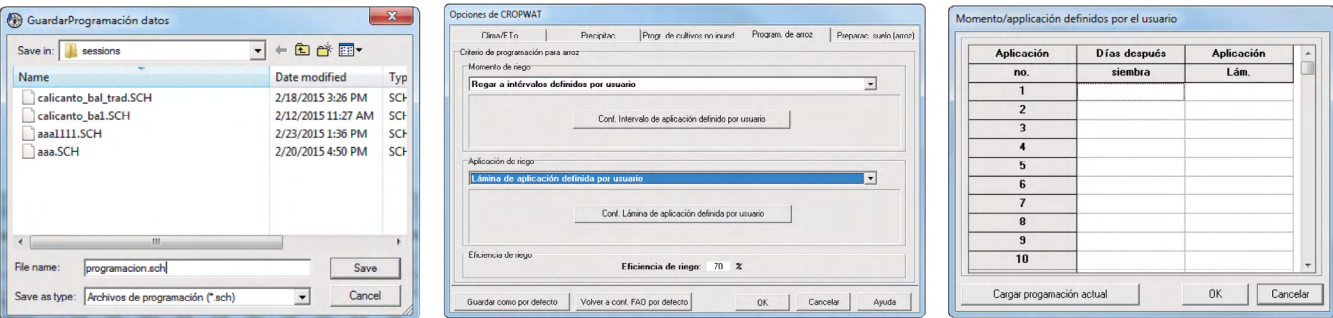 GuardarProgramación datos
Save in: sessions
Name Date modified Typ
calicanto_bal_trad.SCH 2/18/2015 3:26 PM SCH
calicanto_ba1.SCH 2/12/2015 11:27 AM SCH
aaa1111.SCH 2/23/2015 1:36 PM SCH
aaa.SCH 2/20/2015 4:50 PM SCH
File name: programacion.sch Save
Save as type: Archivos de programación (*.sch) Cancel
Opciones de CROPWAT
Clima/ETo Precipitac. Progr. de cultivos no inund Program. de arroz Preparac. suelo (arroz)
Criterio de programación para arroz
Momento de riego
Regar a intérvalos definidos por usuario
Conf. Intervalo de aplicación definido por usuario
Aplicación de riego
Lámina de aplicación definida por usuario
Conf. Lámina de aplicación definida por usuario
Eficiencia de riego
Eficiencia de riego: 70 %
Guardar como por defecto Volver a conf. FAO por defecto OK Cancelar Ayuda
Momento/applicación definidos por el usuario
Aplicación Días después Aplicación
no. siembra Lám.
1
2
3
4
5
6
7
8
9
10
Cargar progamación actual OK Cancelar